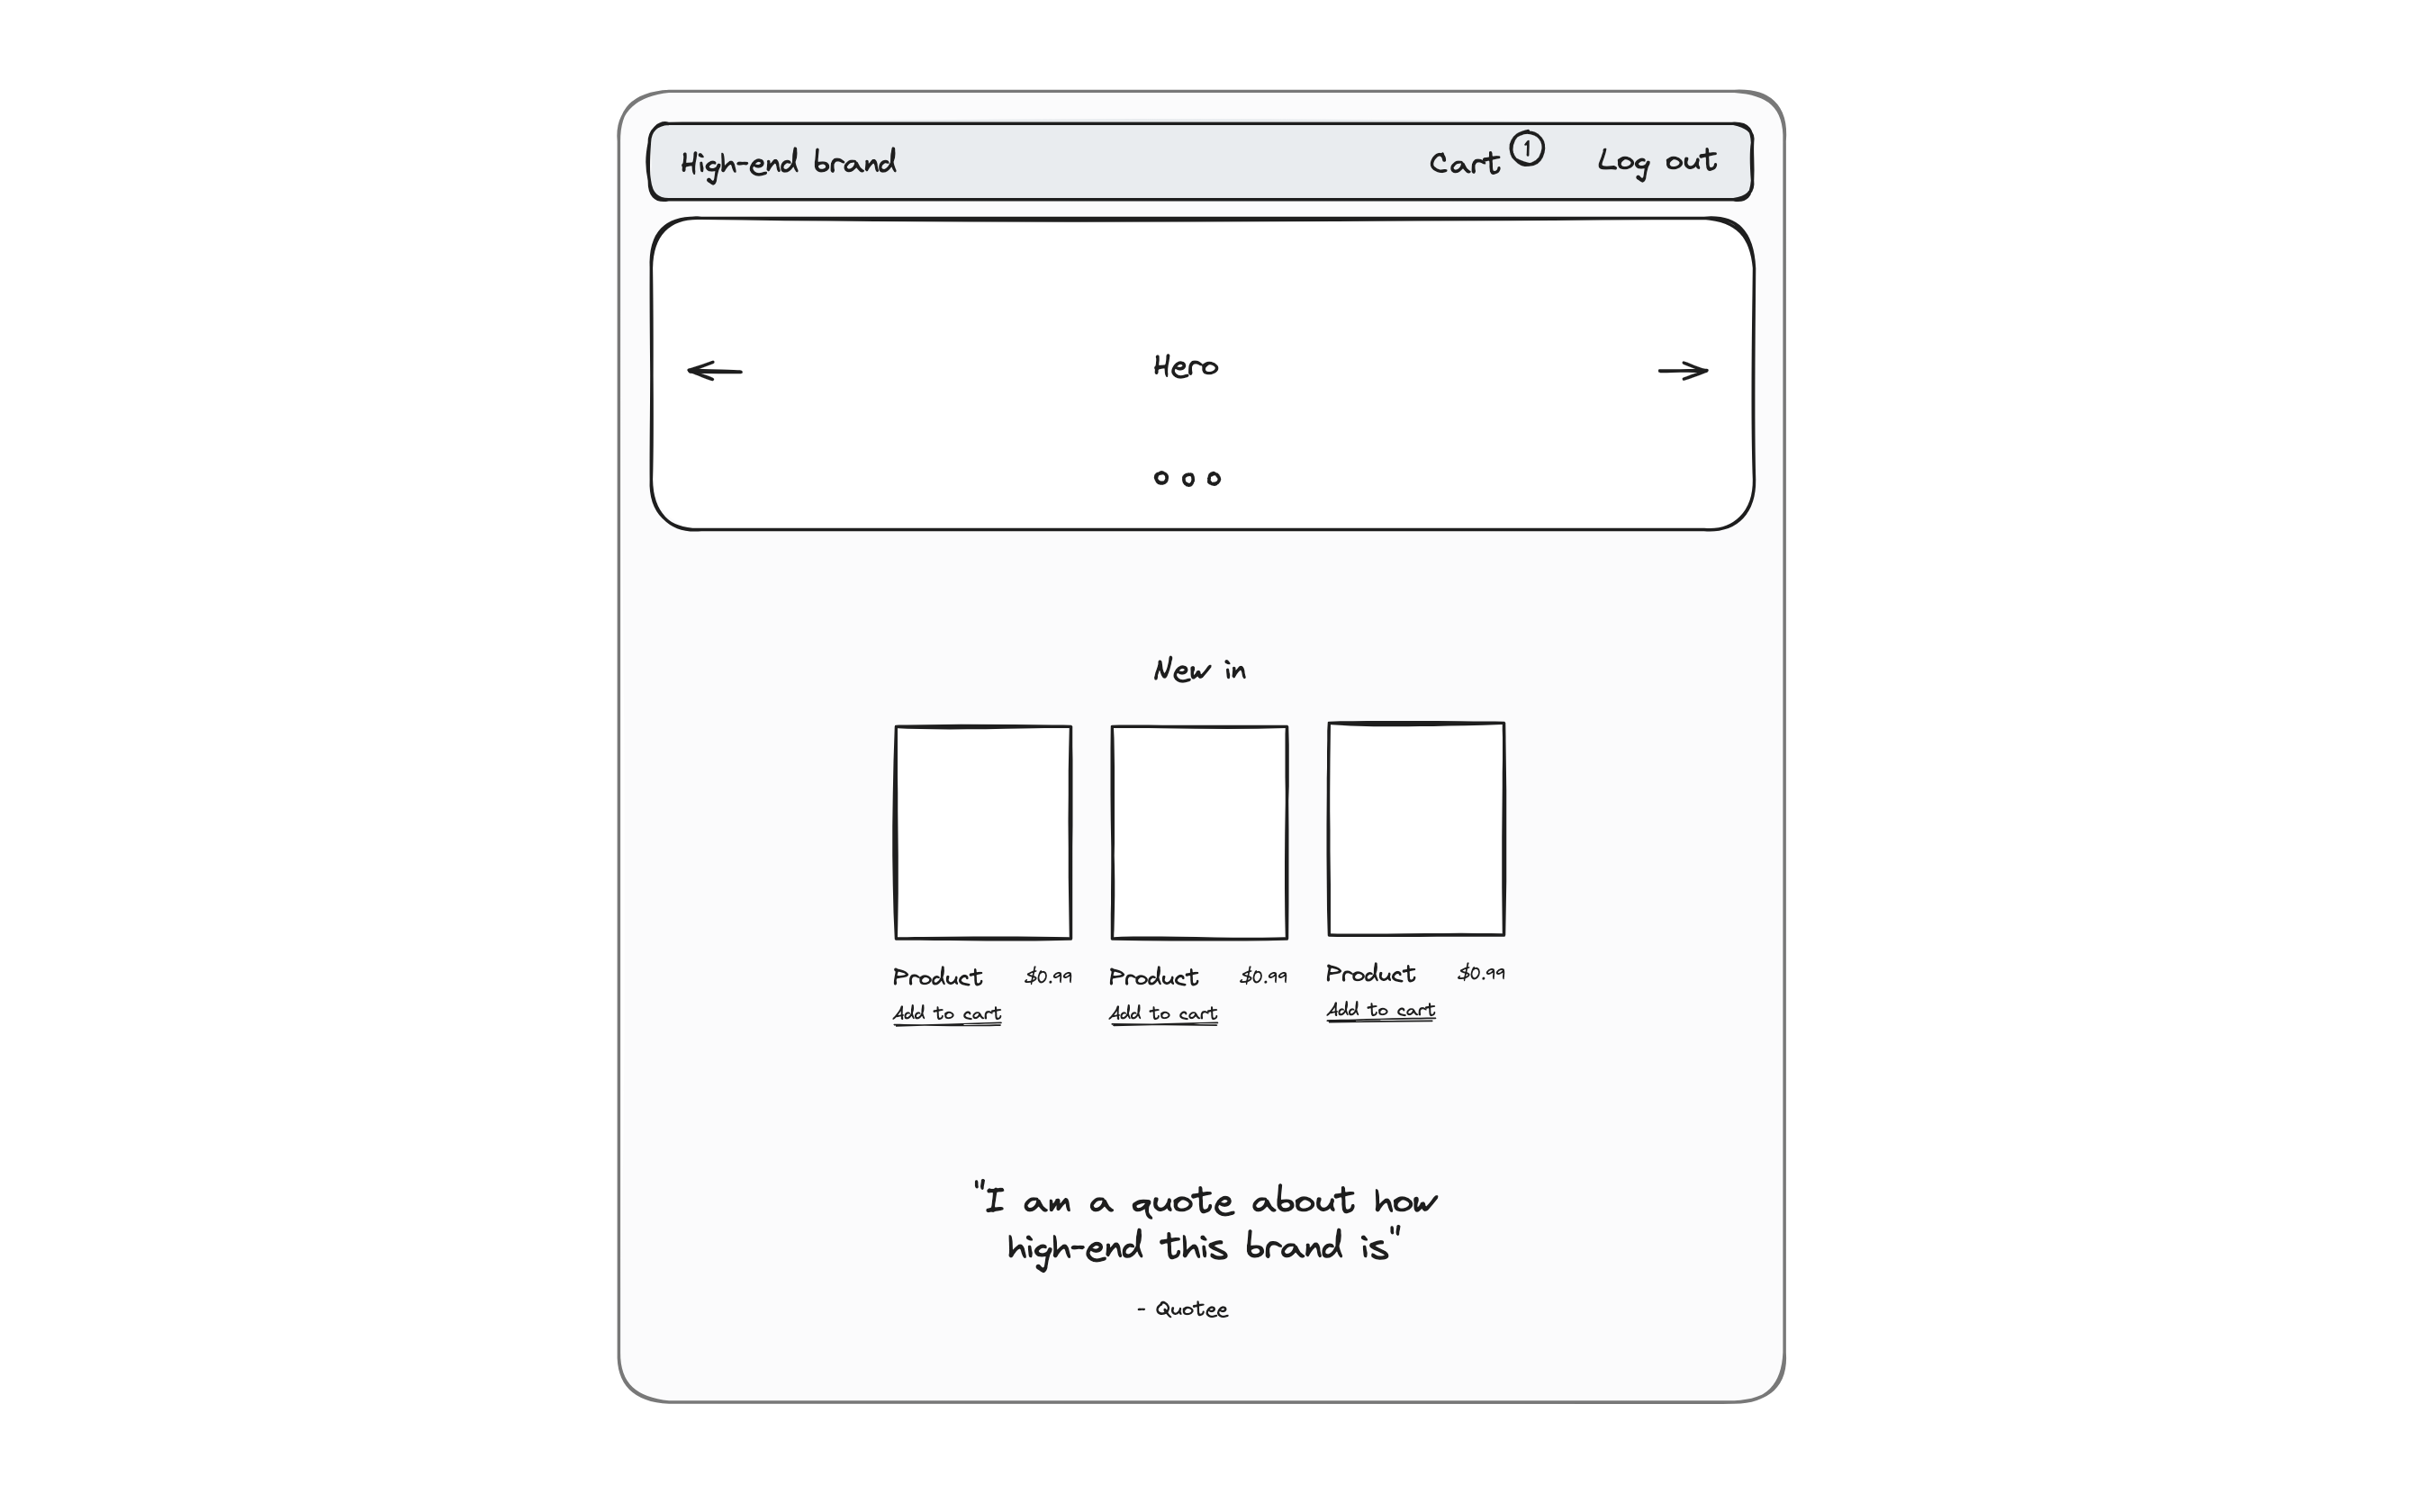 High-end brand
Cart 1 Log out
Hero
New in
Product $0.99
Add to cart
Product $0.99
Add to cart
Product $0.99
Add to cart
"I am a quote about how
high-end this brand is"
- Quotee